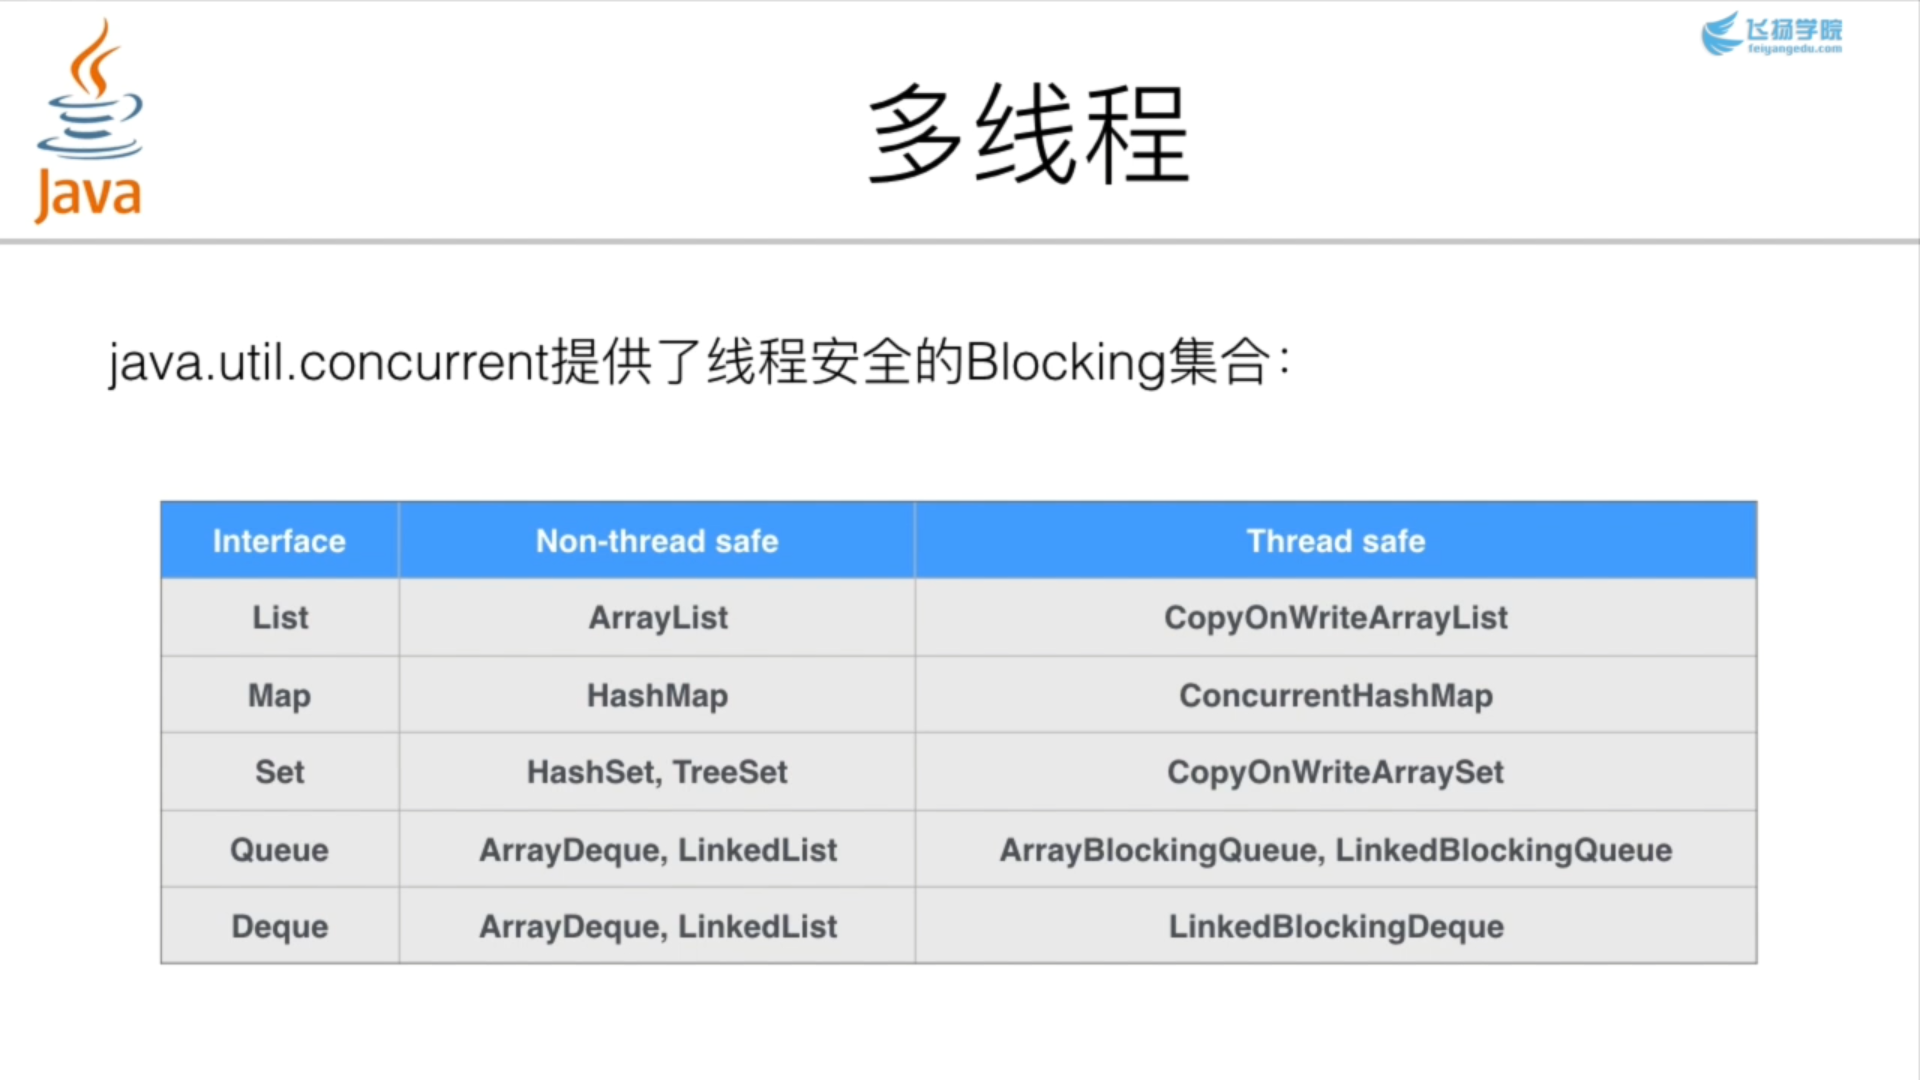 飞扬学院
feiyangedu.com
Java
多线程
java.util.concurrent提供了线程安全的Blocking集合：
Interface Non-thread safe Thread safe
List ArrayList CopyOnWriteArrayList
Map HashMap ConcurrentHashMap
Set HashSet, TreeSet CopyOnWriteArraySet
Queue ArrayDeque, LinkedList ArrayBlockingQueue, LinkedBlockingQueue
Deque ArrayDeque, LinkedList LinkedBlockingDeque